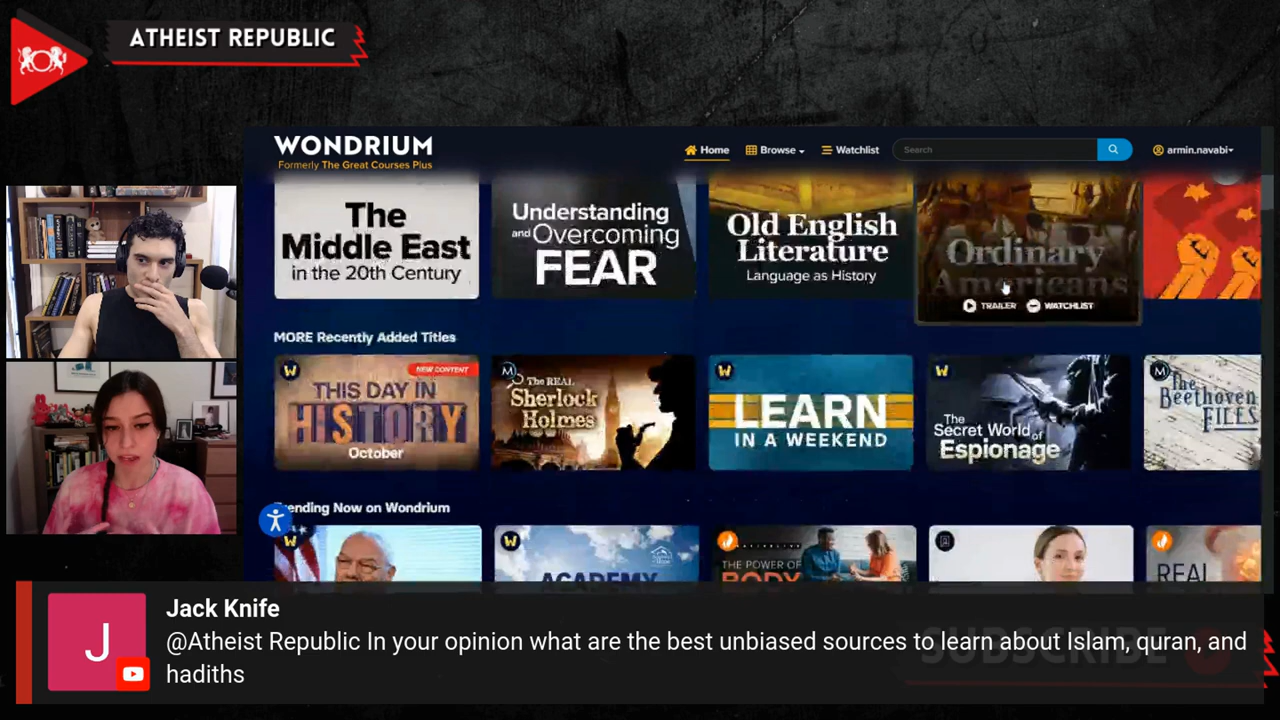 ATHEIST REPUBLIC
WONDRIUM
Formerly The Great Courses Plus
Home
Browse
Watchlist
Search
armin.navabi
The
Middle East
in the 20th Century
Understanding
and Overcoming
FEAR
Old English
Literature
Language as History
Ordinary
Americans
TRAILER
WATCHLIST
MORE Recently Added Titles
NEW CONTENT
THIS DAY IN
HISTORY
October
The REAL
Sherlock
Holmes
LEARN
IN A WEEKEND
The
Secret World of
Espionage
The
Beethoven
FILES
Trending Now on Wondrium
ACADEMY
THE POWER OF
BODY
REAL
J
Jack Knife
@Atheist Republic In your opinion what are the best unbiased sources to learn about Islam, quran, and
hadiths
SUBSCRIBE